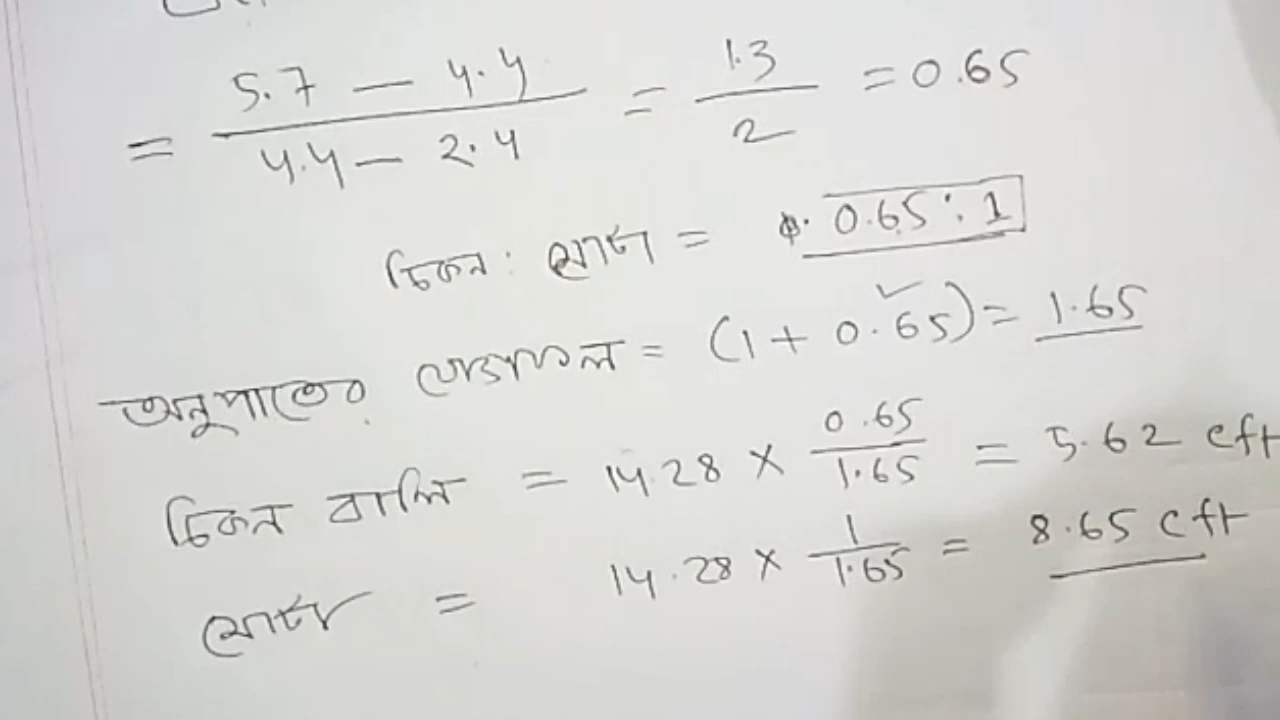 = 5.7 — 4.4 / 4.4 — 2.4 = 1.3 / 2 = 0.65
চিকন : মোটা = 0.65 : 1
অনুপাতের যোগফল = (1 + 0.65) = 1.65
চিকন বালি = 14.28 × 0.65 / 1.65 = 5.62 cft
মোটা = 14.28 × 1 / 1.65 = 8.65 cft